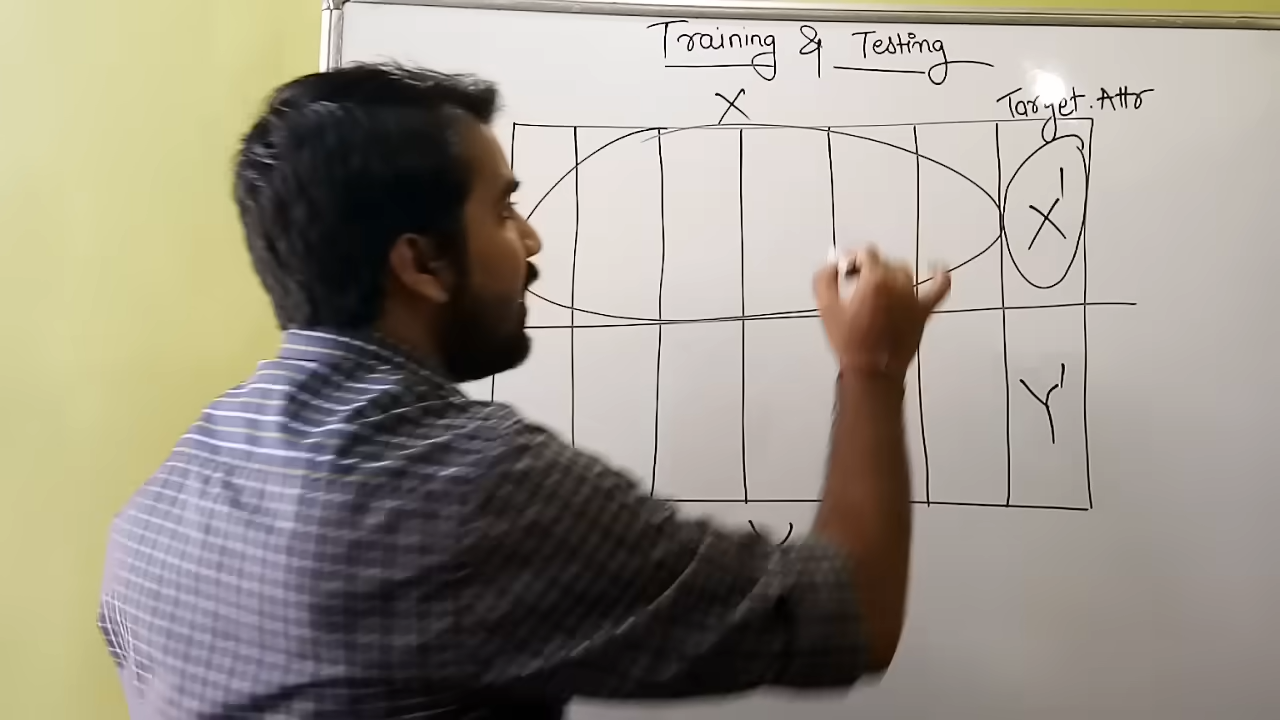 Training & Testing
X
Target. Attr
X'
Y'
Y